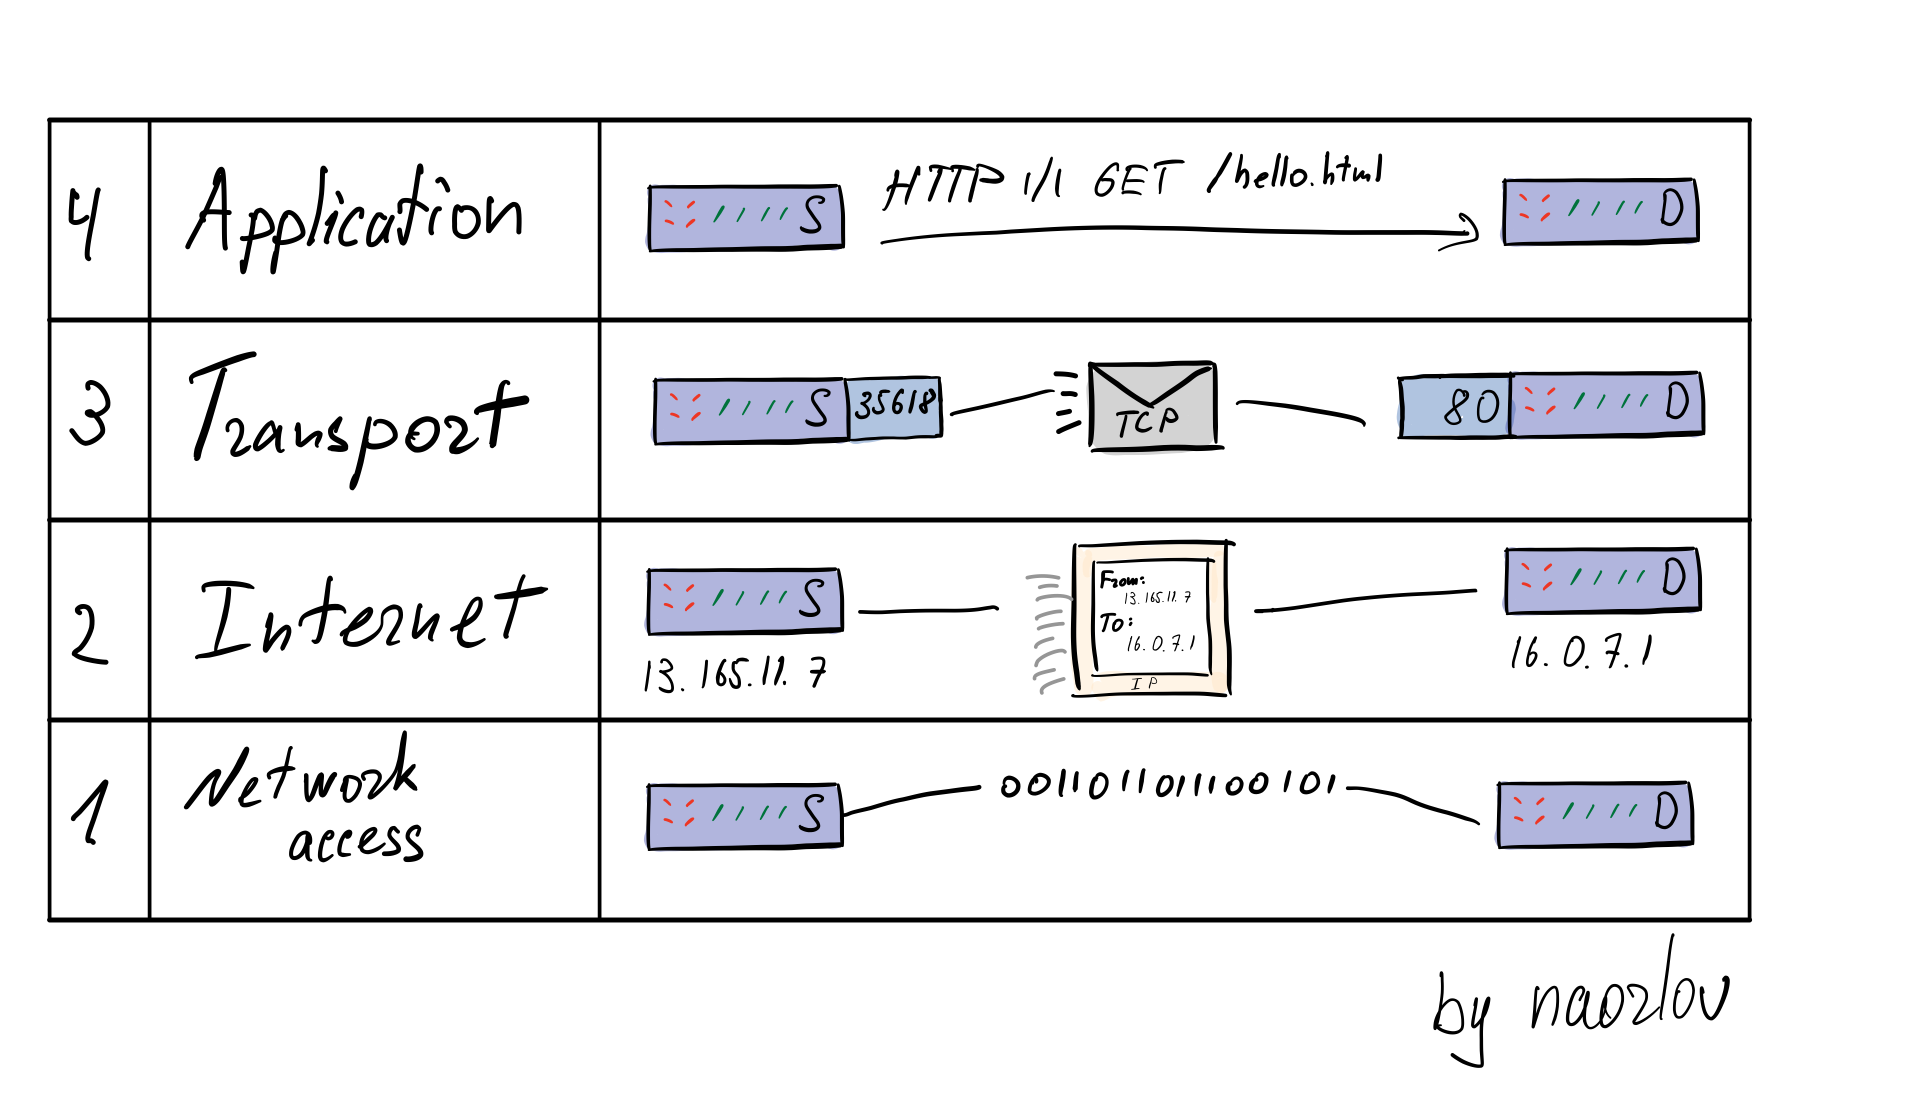 4
Application
S
HTTP 1/1 GET /hello.html
D
3
Transport
S
35618
TCP
80
D
2
Internet
S
13.165.11.7
From:
13.165.11.7
To:
16.0.7.1
IP
D
16.0.7.1
1
Network
access
S
0011011011100101
D
by naorlov